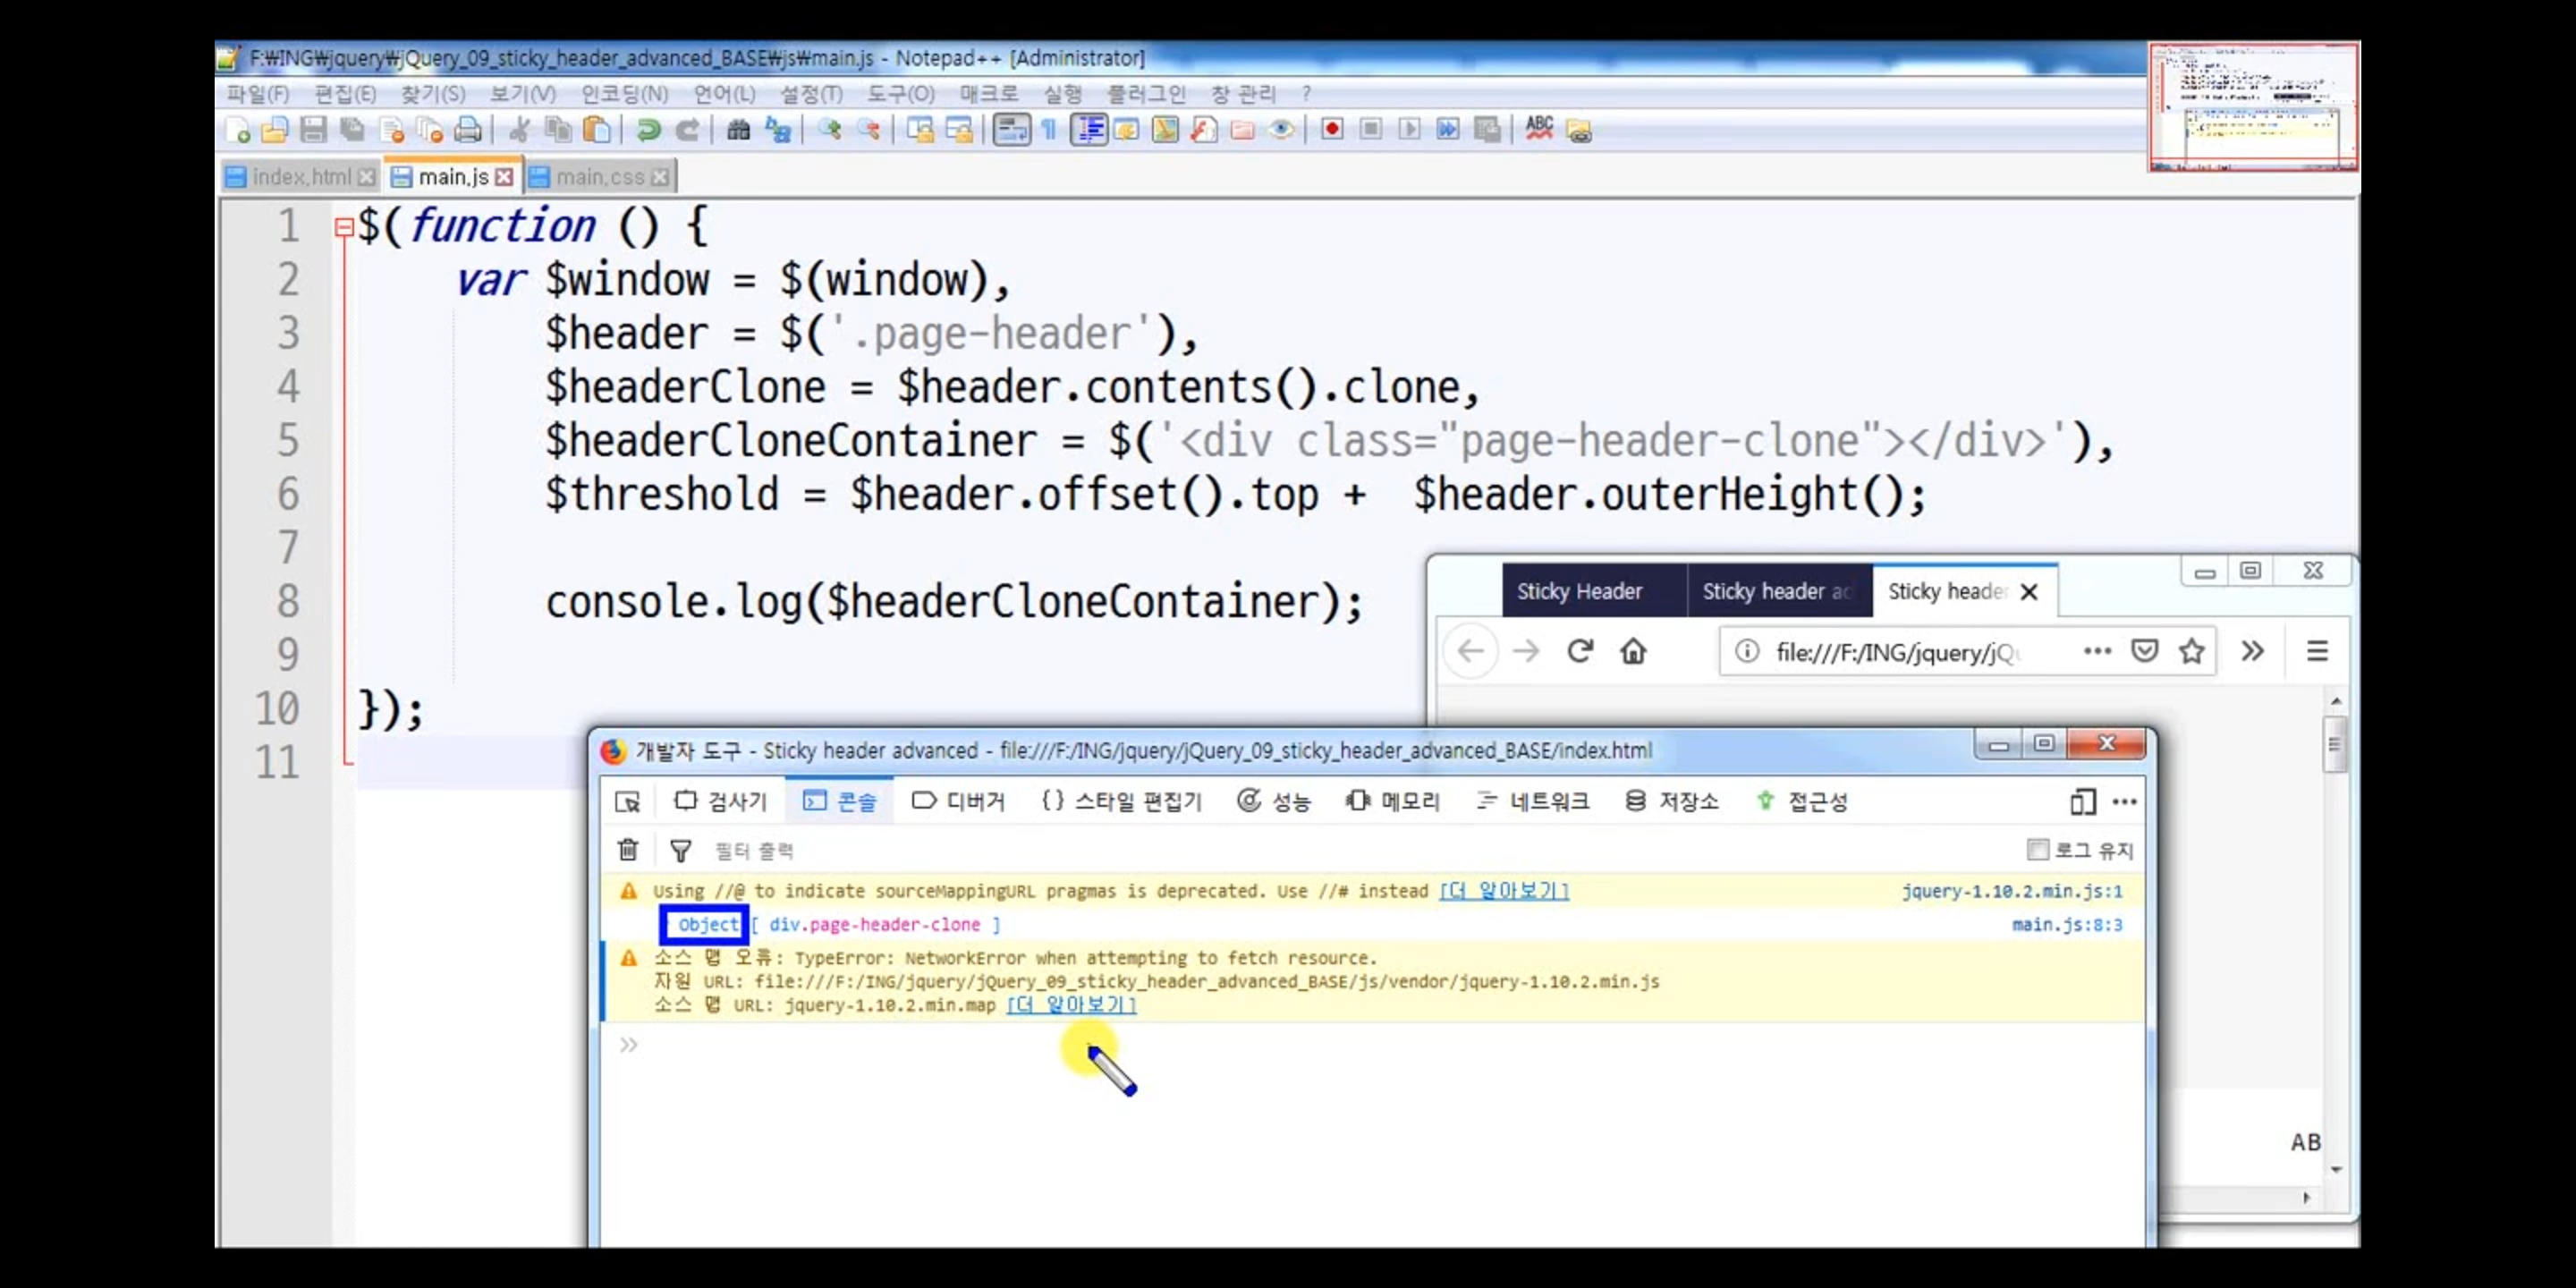 F:₩ING₩jquery₩jQuery_09_sticky_header_advanced_BASE₩js₩main.js - Notepad++ [Administrator]
파일(F) 편집(E) 찾기(S) 보기(V) 인코딩(N) 언어(L) 설정(T) 도구(O) 매크로 실행 플러그인 창 관리 ?
ABC
index.html main.js main.css
1 $(function () {
2 var $window = $(window),
3 $header = $('.page-header'),
4 $headerClone = $header.contents().clone,
5 $headerCloneContainer = $('<div class="page-header-clone"></div>'),
6 $threshold = $header.offset().top +  $header.outerHeight();
7
8 console.log($headerCloneContainer);
9
10 });
11
Sticky Header Sticky header ad Sticky header
file:///F:/ING/jquery/jQu
개발자 도구 - Sticky header advanced - file:///F:/ING/jquery/jQuery_09_sticky_header_advanced_BASE/index.html
검사기 콘솔 디버거 {} 스타일 편집기 성능 메모리 네트워크 저장소 접근성
필터 출력 로그 유지
Using //@ to indicate sourceMappingURL pragmas is deprecated. Use //# instead [더 알아보기] jquery-1.10.2.min.js:1
Object [ div.page-header-clone ] main.js:8:3
소스 맵 오류: TypeError: NetworkError when attempting to fetch resource.
자원 URL: file:///F:/ING/jquery/jQuery_09_sticky_header_advanced_BASE/js/vendor/jquery-1.10.2.min.js
소스 맵 URL: jquery-1.10.2.min.map [더 알아보기]
AB